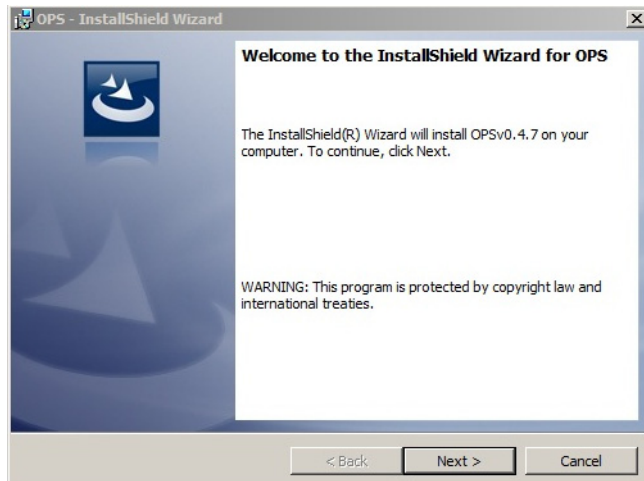 OPS - InstallShield Wizard
Welcome to the InstallShield Wizard for OPS
The InstallShield(R) Wizard will install OPSv0.4.7 on your
computer. To continue, click Next.
WARNING: This program is protected by copyright law and
international treaties.
< Back
Next >
Cancel